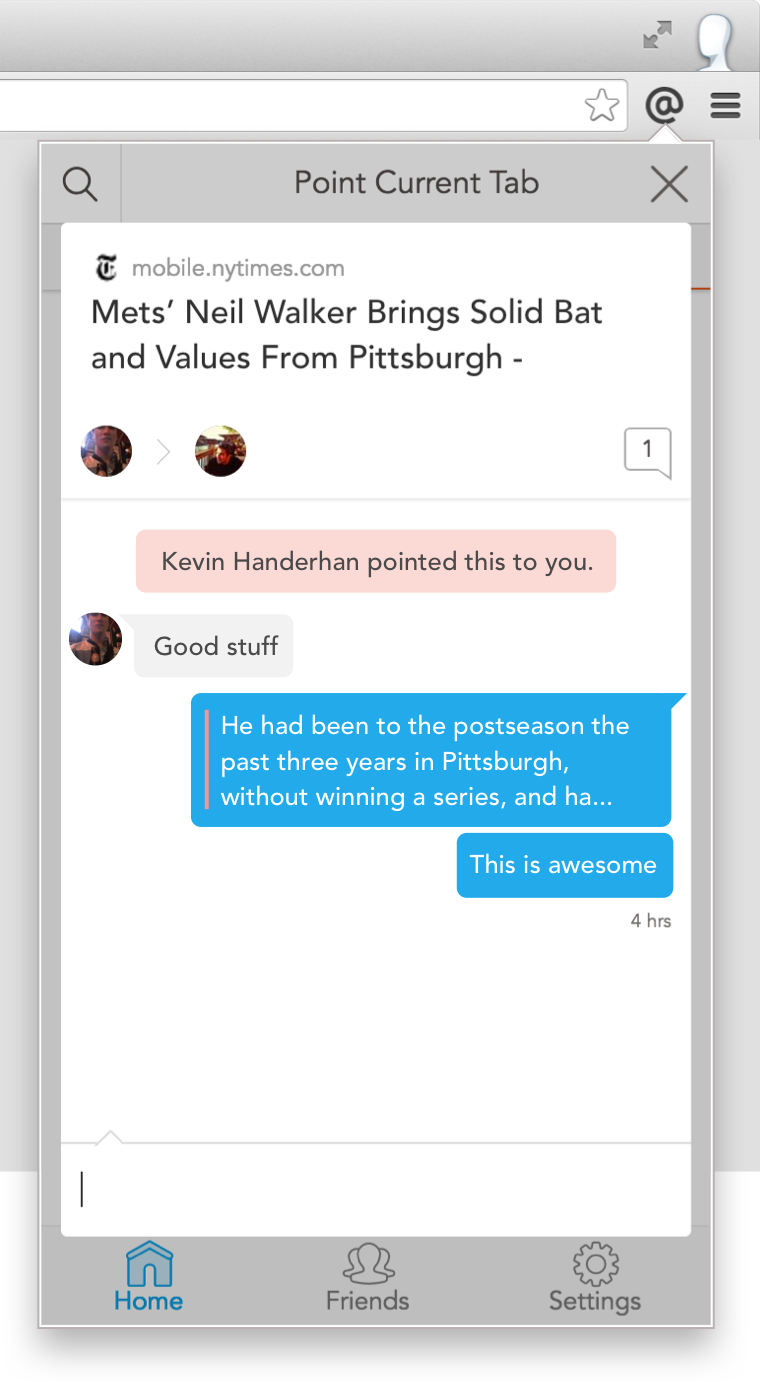 @
Point Current Tab
mobile.nytimes.com
Mets’ Neil Walker Brings Solid Bat
and Values From Pittsburgh -
1
Kevin Handerhan pointed this to you.
Good stuff
He had been to the postseason the
past three years in Pittsburgh,
without winning a series, and ha...
This is awesome
4 hrs
Home
Friends
Settings